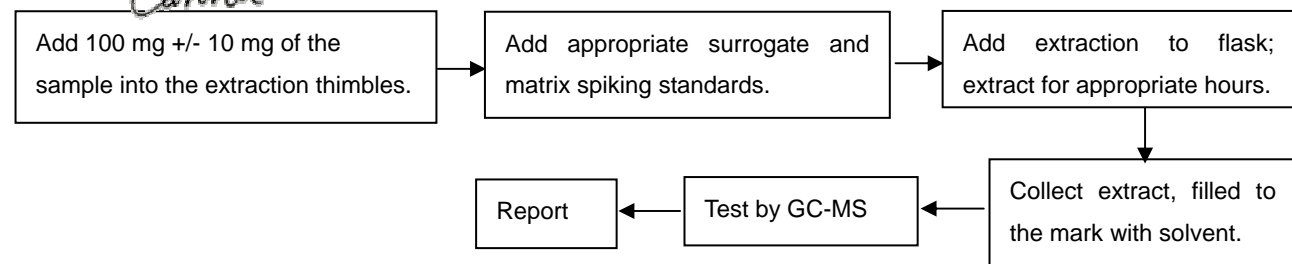 Add 100 mg +/- 10 mg of the
sample into the extraction thimbles.
Add appropriate surrogate and
matrix spiking standards.
Add extraction to flask;
extract for appropriate hours.
Collect extract, filled to
the mark with solvent.
Test by GC-MS
Report